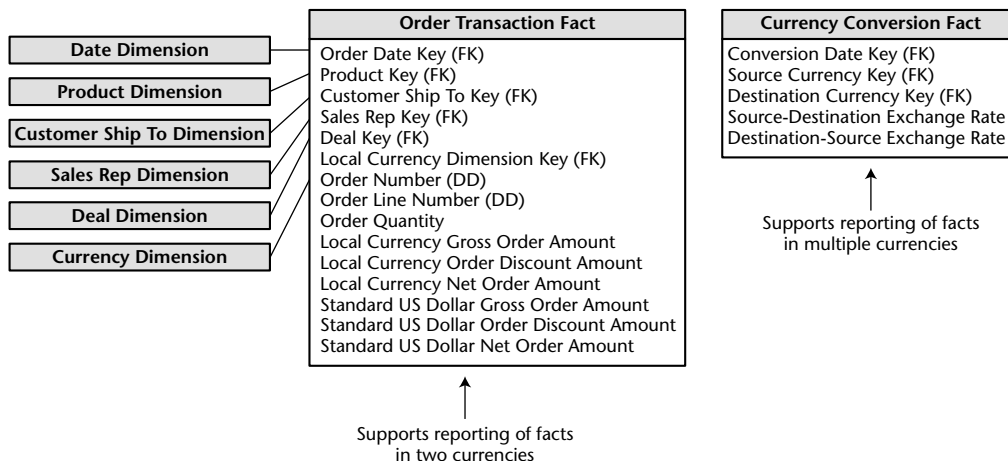 Date Dimension
Product Dimension
Customer Ship To Dimension
Sales Rep Dimension
Deal Dimension
Currency Dimension
Order Transaction Fact
Order Date Key (FK)
Product Key (FK)
Customer Ship To Key (FK)
Sales Rep Key (FK)
Deal Key (FK)
Local Currency Dimension Key (FK)
Order Number (DD)
Order Line Number (DD)
Order Quantity
Local Currency Gross Order Amount
Local Currency Order Discount Amount
Local Currency Net Order Amount
Standard US Dollar Gross Order Amount
Standard US Dollar Order Discount Amount
Standard US Dollar Net Order Amount
Supports reporting of facts
in two currencies
Currency Conversion Fact
Conversion Date Key (FK)
Source Currency Key (FK)
Destination Currency Key (FK)
Source-Destination Exchange Rate
Destination-Source Exchange Rate
Supports reporting of facts
in multiple currencies